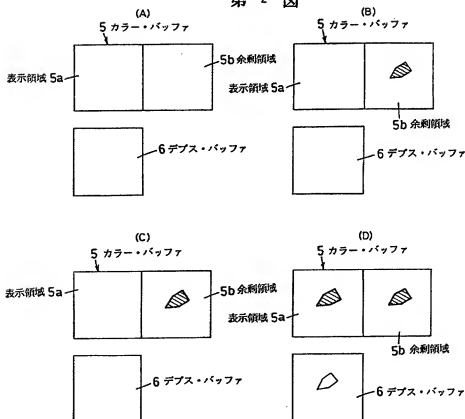 第 2 図
(A)
5 カラー・バッファ
表示領域 5a
5b 余剰領域
6 デプス・バッファ
(B)
5 カラー・バッファ
表示領域 5a
5b 余剰領域
6 デプス・バッファ
(C)
5 カラー・バッファ
表示領域 5a
5b 余剰領域
6 デプス・バッファ
(D)
5 カラー・バッファ
表示領域 5a
5b 余剰領域
6 デプス・バッファ